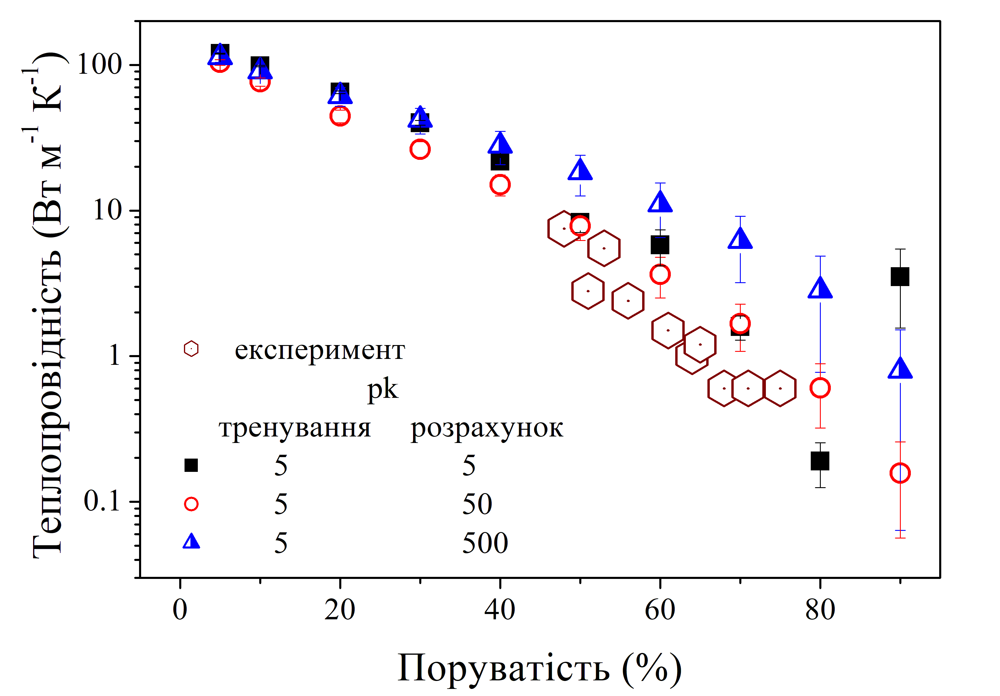 Теплопровідність (Вт м⁻¹ К⁻¹)
100
10
1
0.1
експеримент
pk
тренування розрахунок
5 5
5 50
5 500
0 20 40 60 80
Поруватість (%)